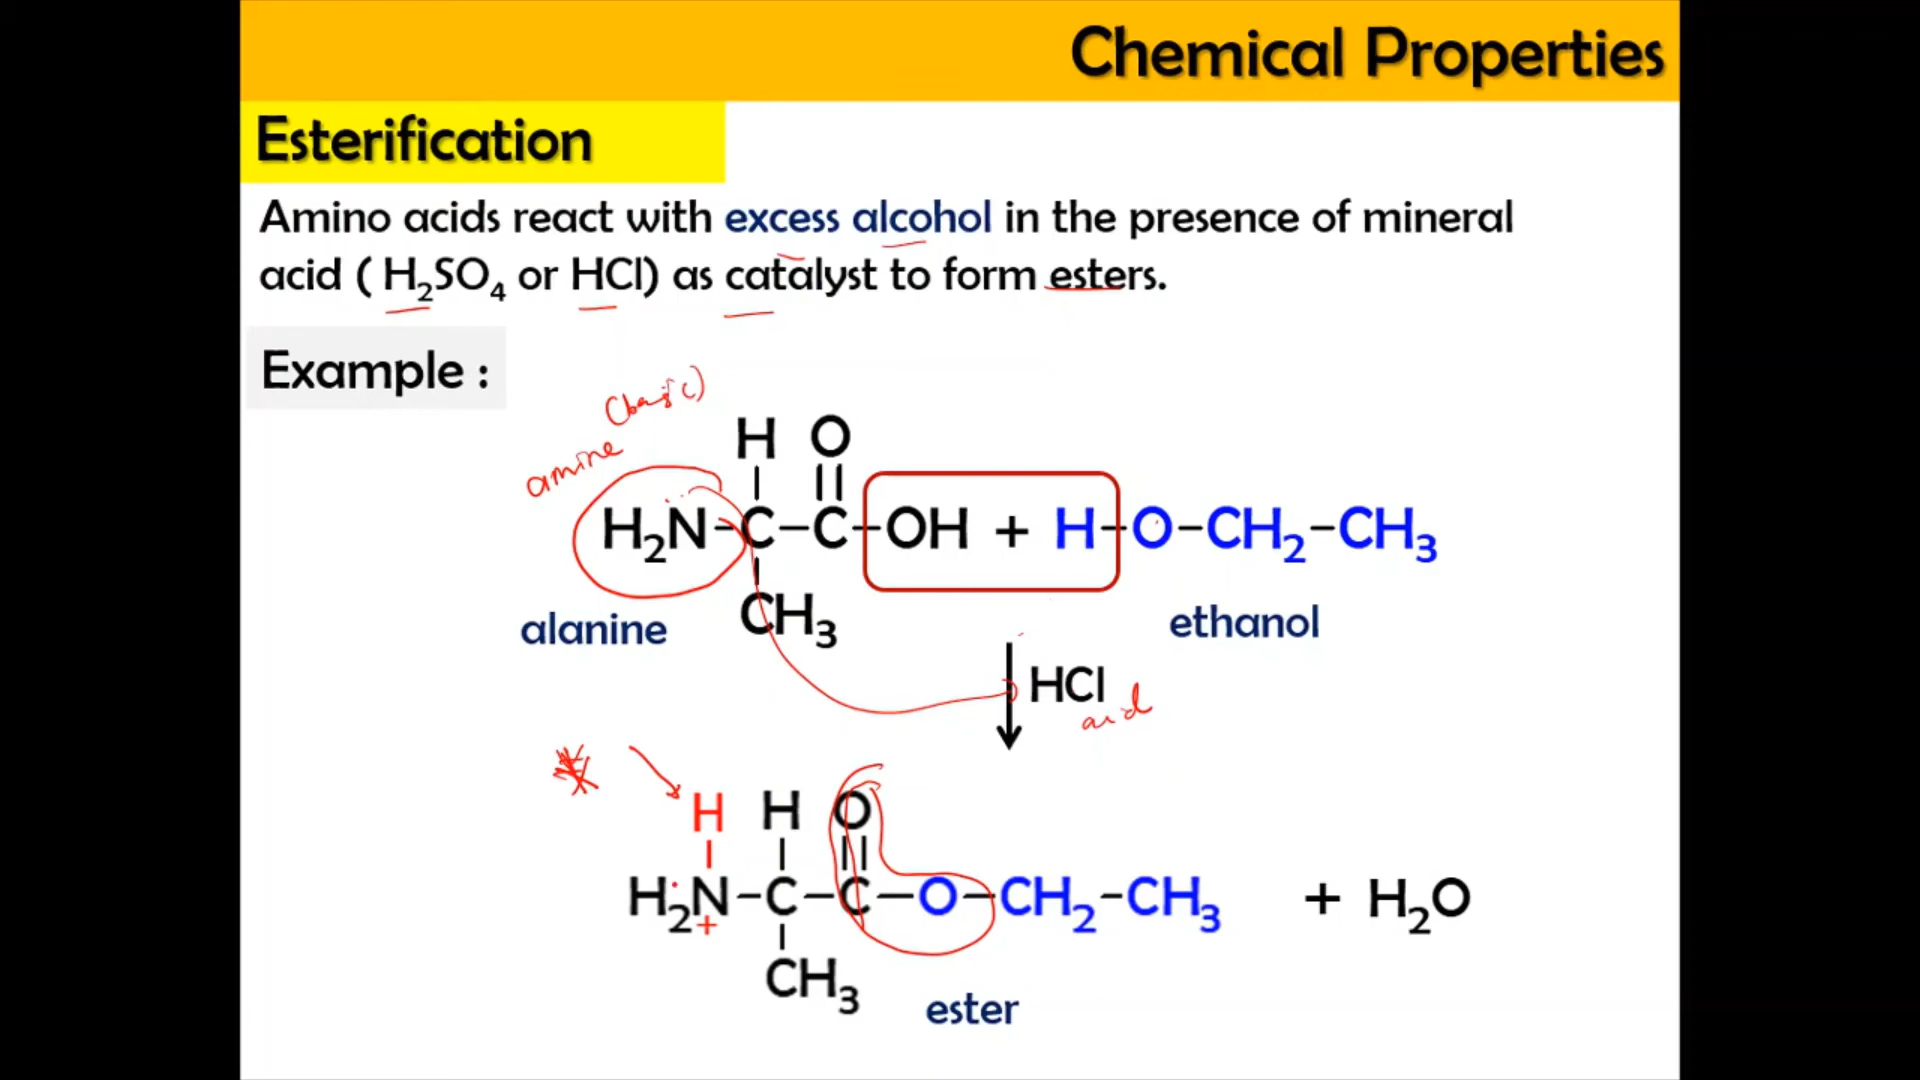 Chemical Properties
Esterification
Amino acids react with excess alcohol in the presence of mineral
acid ( H₂SO₄ or HCl) as catalyst to form esters.
Example :
(basic)
amine
H O
H₂N-C-C-OH + H-O-CH₂-CH₃
CH₃
alanine
ethanol
HCl
acid
*
H H O
H₂N-C-C-O-CH₂-CH₃ + H₂O
+
CH₃
ester